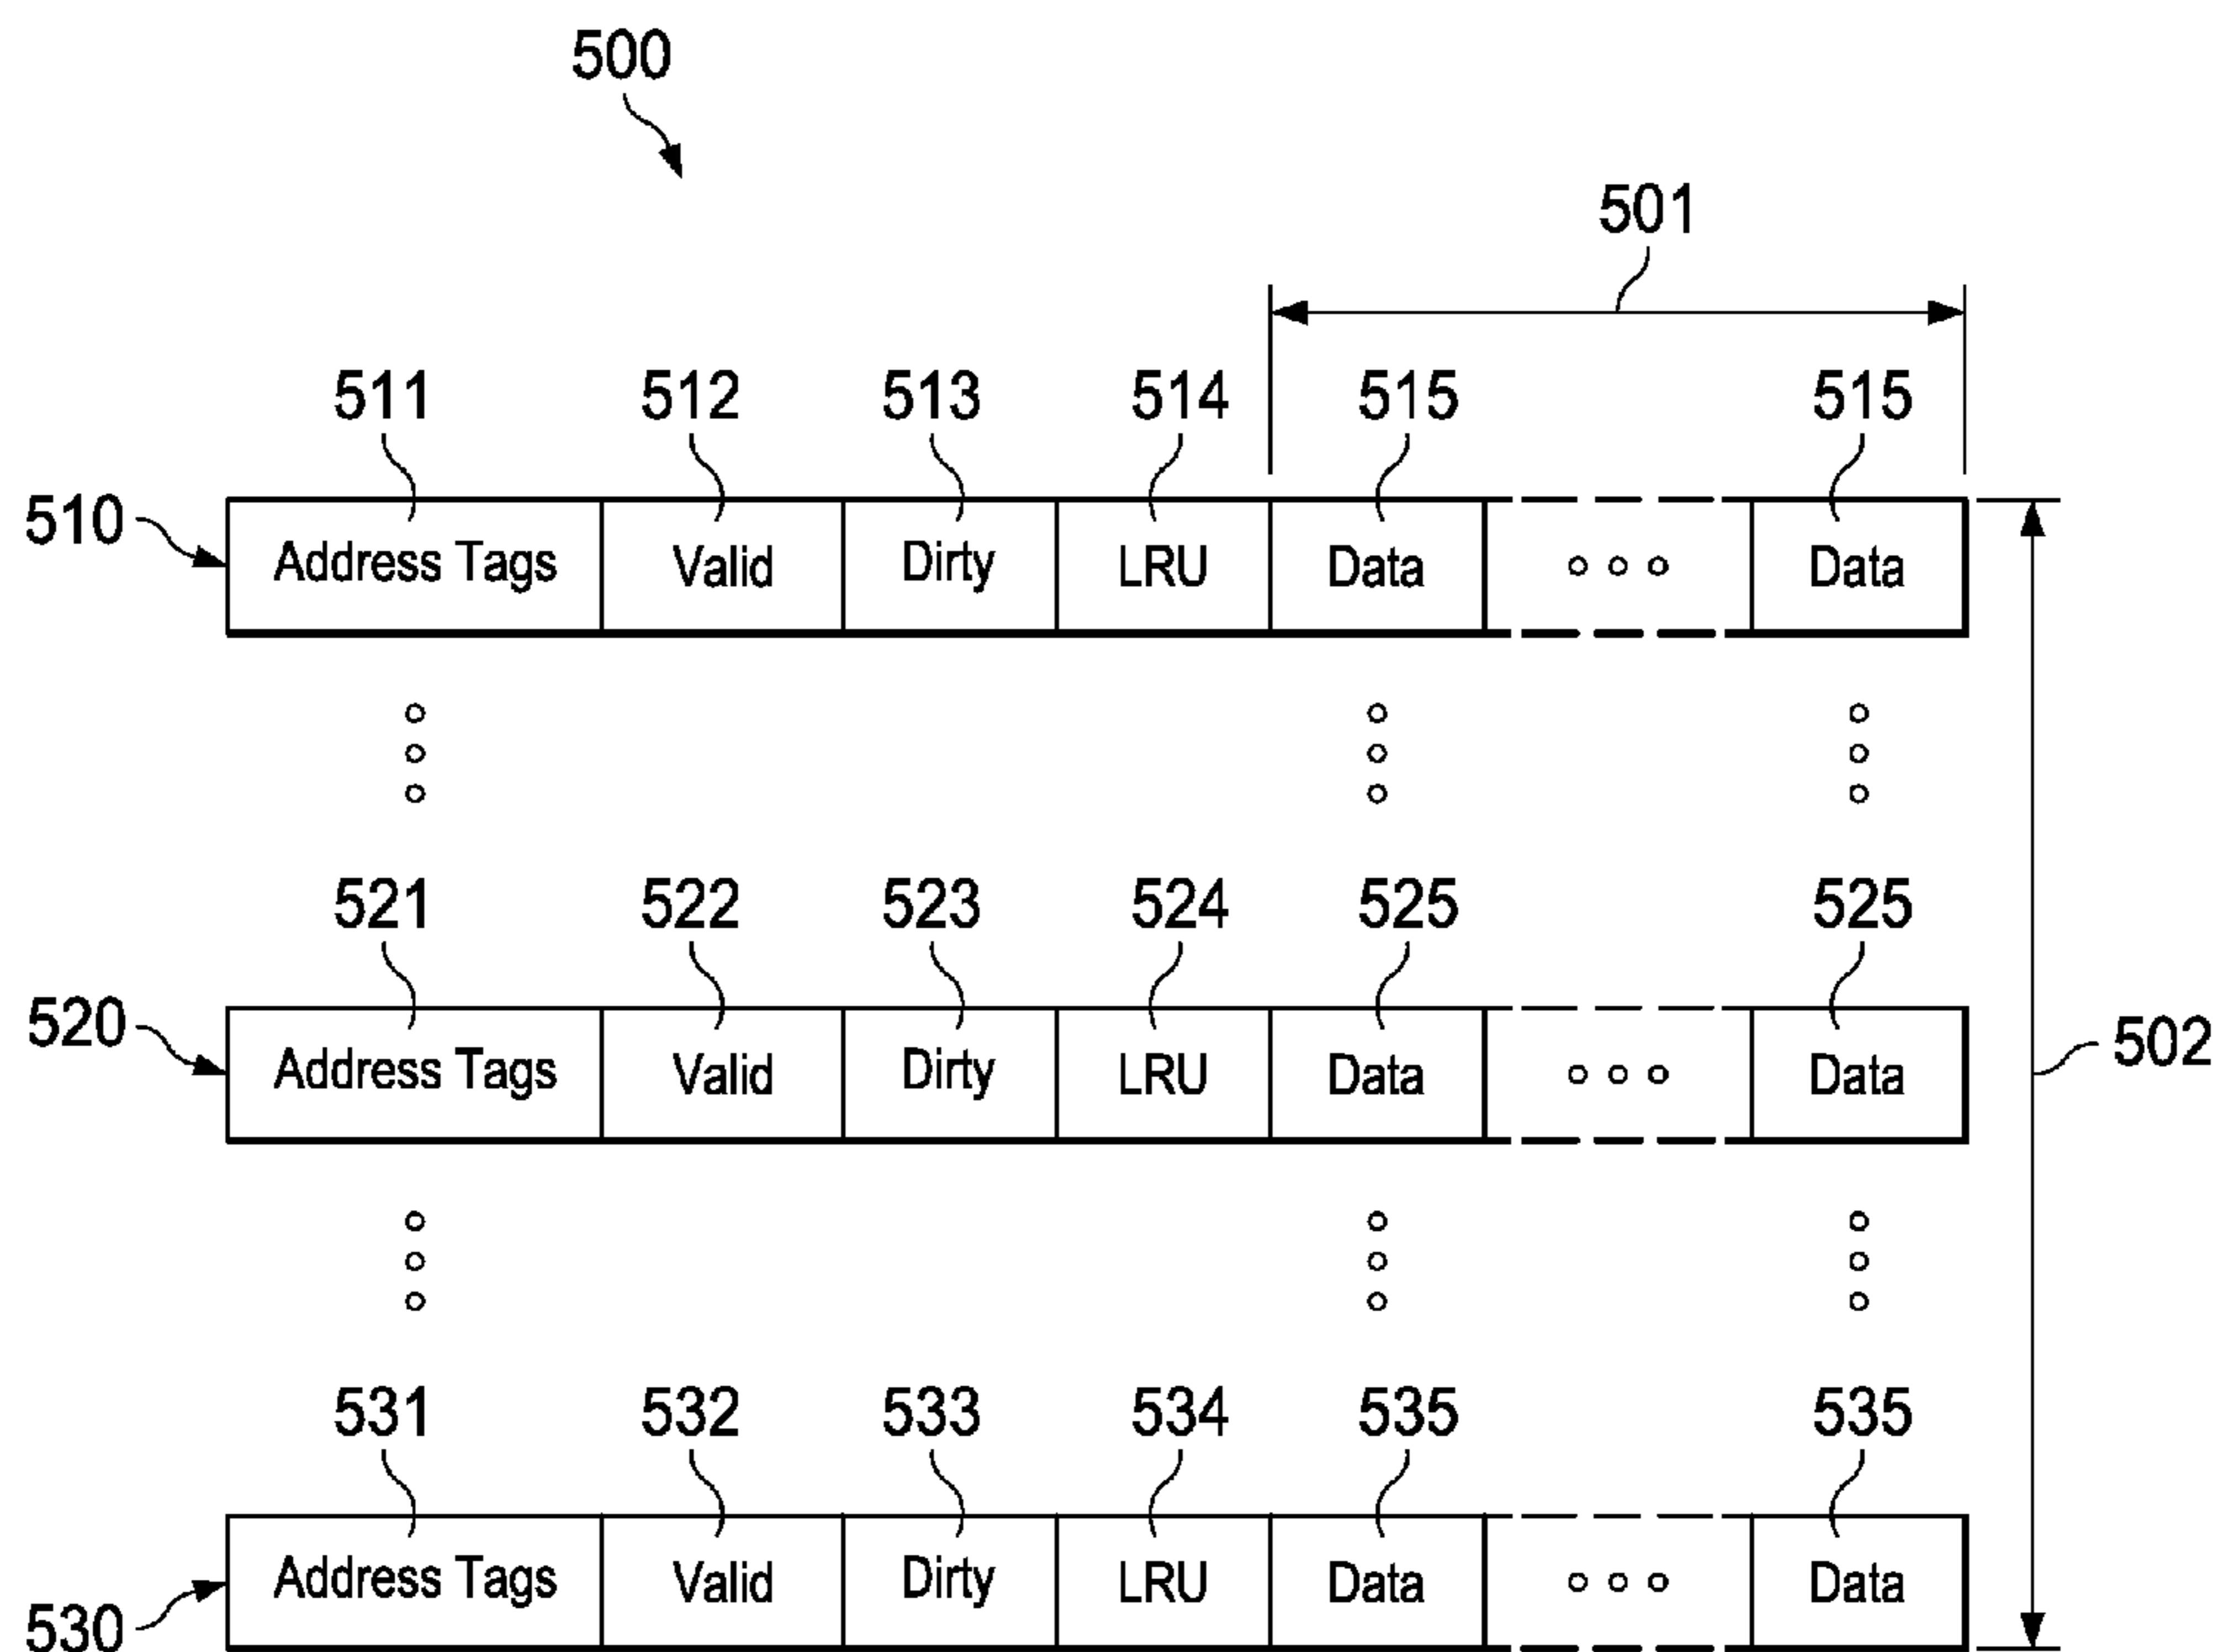 500
501
511 512 513 514 515 515
510
Address Tags Valid Dirty LRU Data Data
521 522 523 524 525 525
520
Address Tags Valid Dirty LRU Data Data
502
531 532 533 534 535 535
Address Tags Valid Dirty LRU Data Data
530